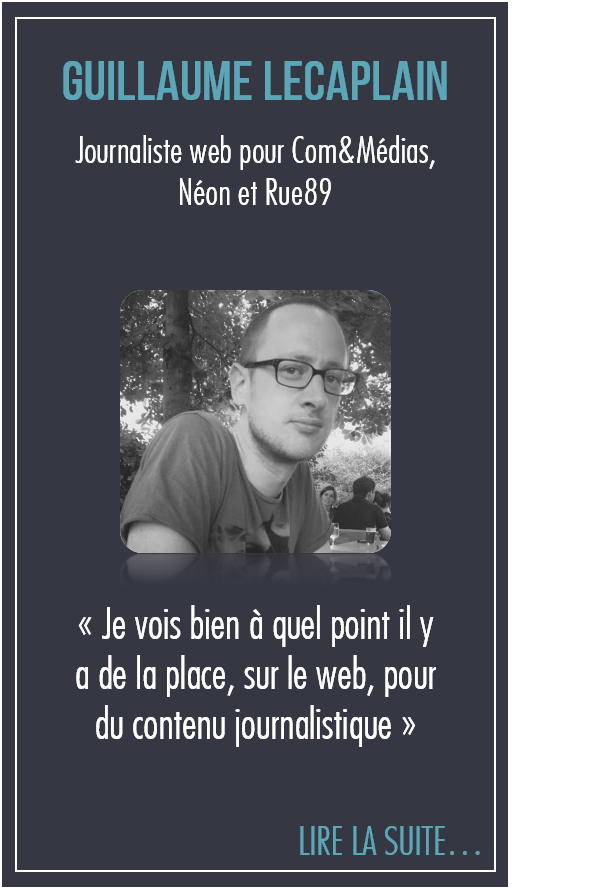 GUILLAUME LECAPLAIN
Journaliste web pour Com&Médias,
Néon et Rue89
« Je vois bien à quel point il y
a de la place, sur le web, pour
du contenu journalistique »
LIRE LA SUITE...